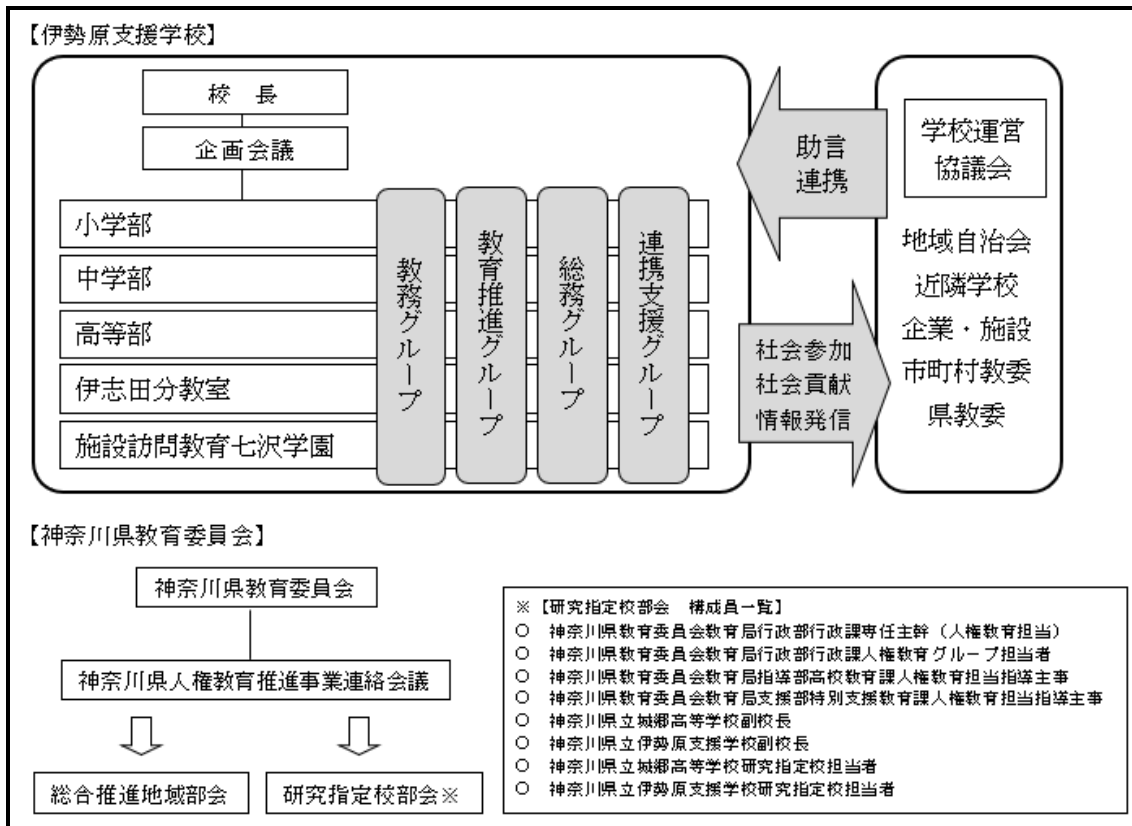 【伊勢原支援学校】
校 長
企画会議
小学部
中学部
高等部
伊志田分教室
施設訪問教育七沢学園
教務グループ
教育推進グループ
総務グループ
連携支援グループ
助言
連携
社会参加
社会貢献
情報発信
学校運営
協議会
地域自治会
近隣学校
企業・施設
市町村教委
県教委
【神奈川県教育委員会】
神奈川県教育委員会
神奈川県人権教育推進事業連絡会議
総合推進地域部会
研究指定校部会※
※【研究指定校部会　構成員一覧】
○　神奈川県教育委員会教育局行政部行政課専任主幹（人権教育担当）
○　神奈川県教育委員会教育局行政部行政課人権教育グループ担当者
○　神奈川県教育委員会教育局指導部高校教育課人権教育担当指導主事
○　神奈川県教育委員会教育局支援部特別支援教育課人権教育担当指導主事
○　神奈川県立城郷高等学校副校長
○　神奈川県立伊勢原支援学校副校長
○　神奈川県立城郷高等学校研究指定校担当者
○　神奈川県立伊勢原支援学校研究指定校担当者